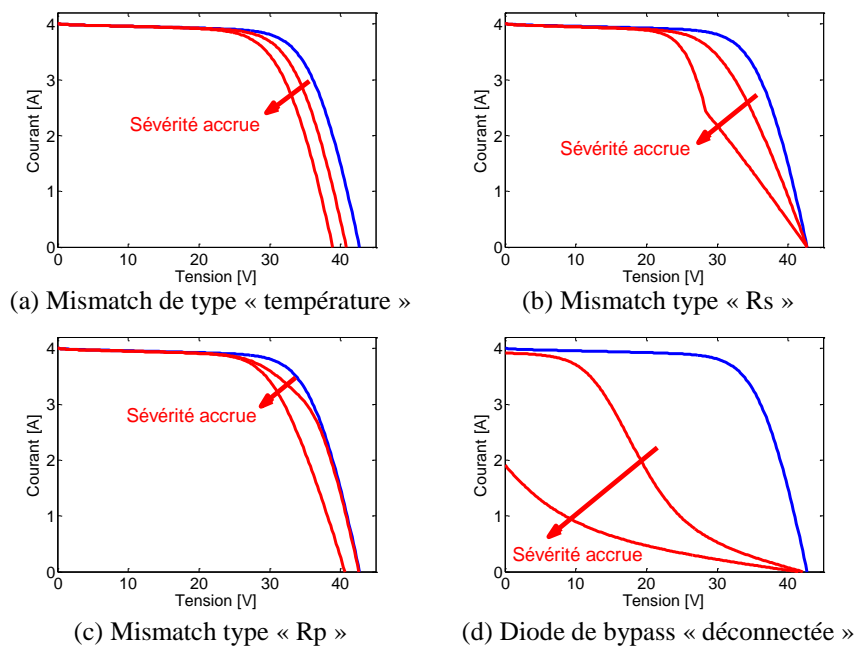 4
3
2
1
0
Courant [A]
Sévérité accrue
0 10 20 30 40
Tension [V]
(a) Mismatch de type « température »
4
3
2
1
0
Courant [A]
Sévérité accrue
0 10 20 30 40
Tension [V]
(b) Mismatch type « Rs »
4
3
2
1
0
Courant [A]
Sévérité accrue
0 10 20 30 40
Tension [V]
(c) Mismatch type « Rp »
4
3
2
1
0
Courant [A]
Sévérité accrue
0 10 20 30 40
Tension [V]
(d) Diode de bypass « déconnectée »